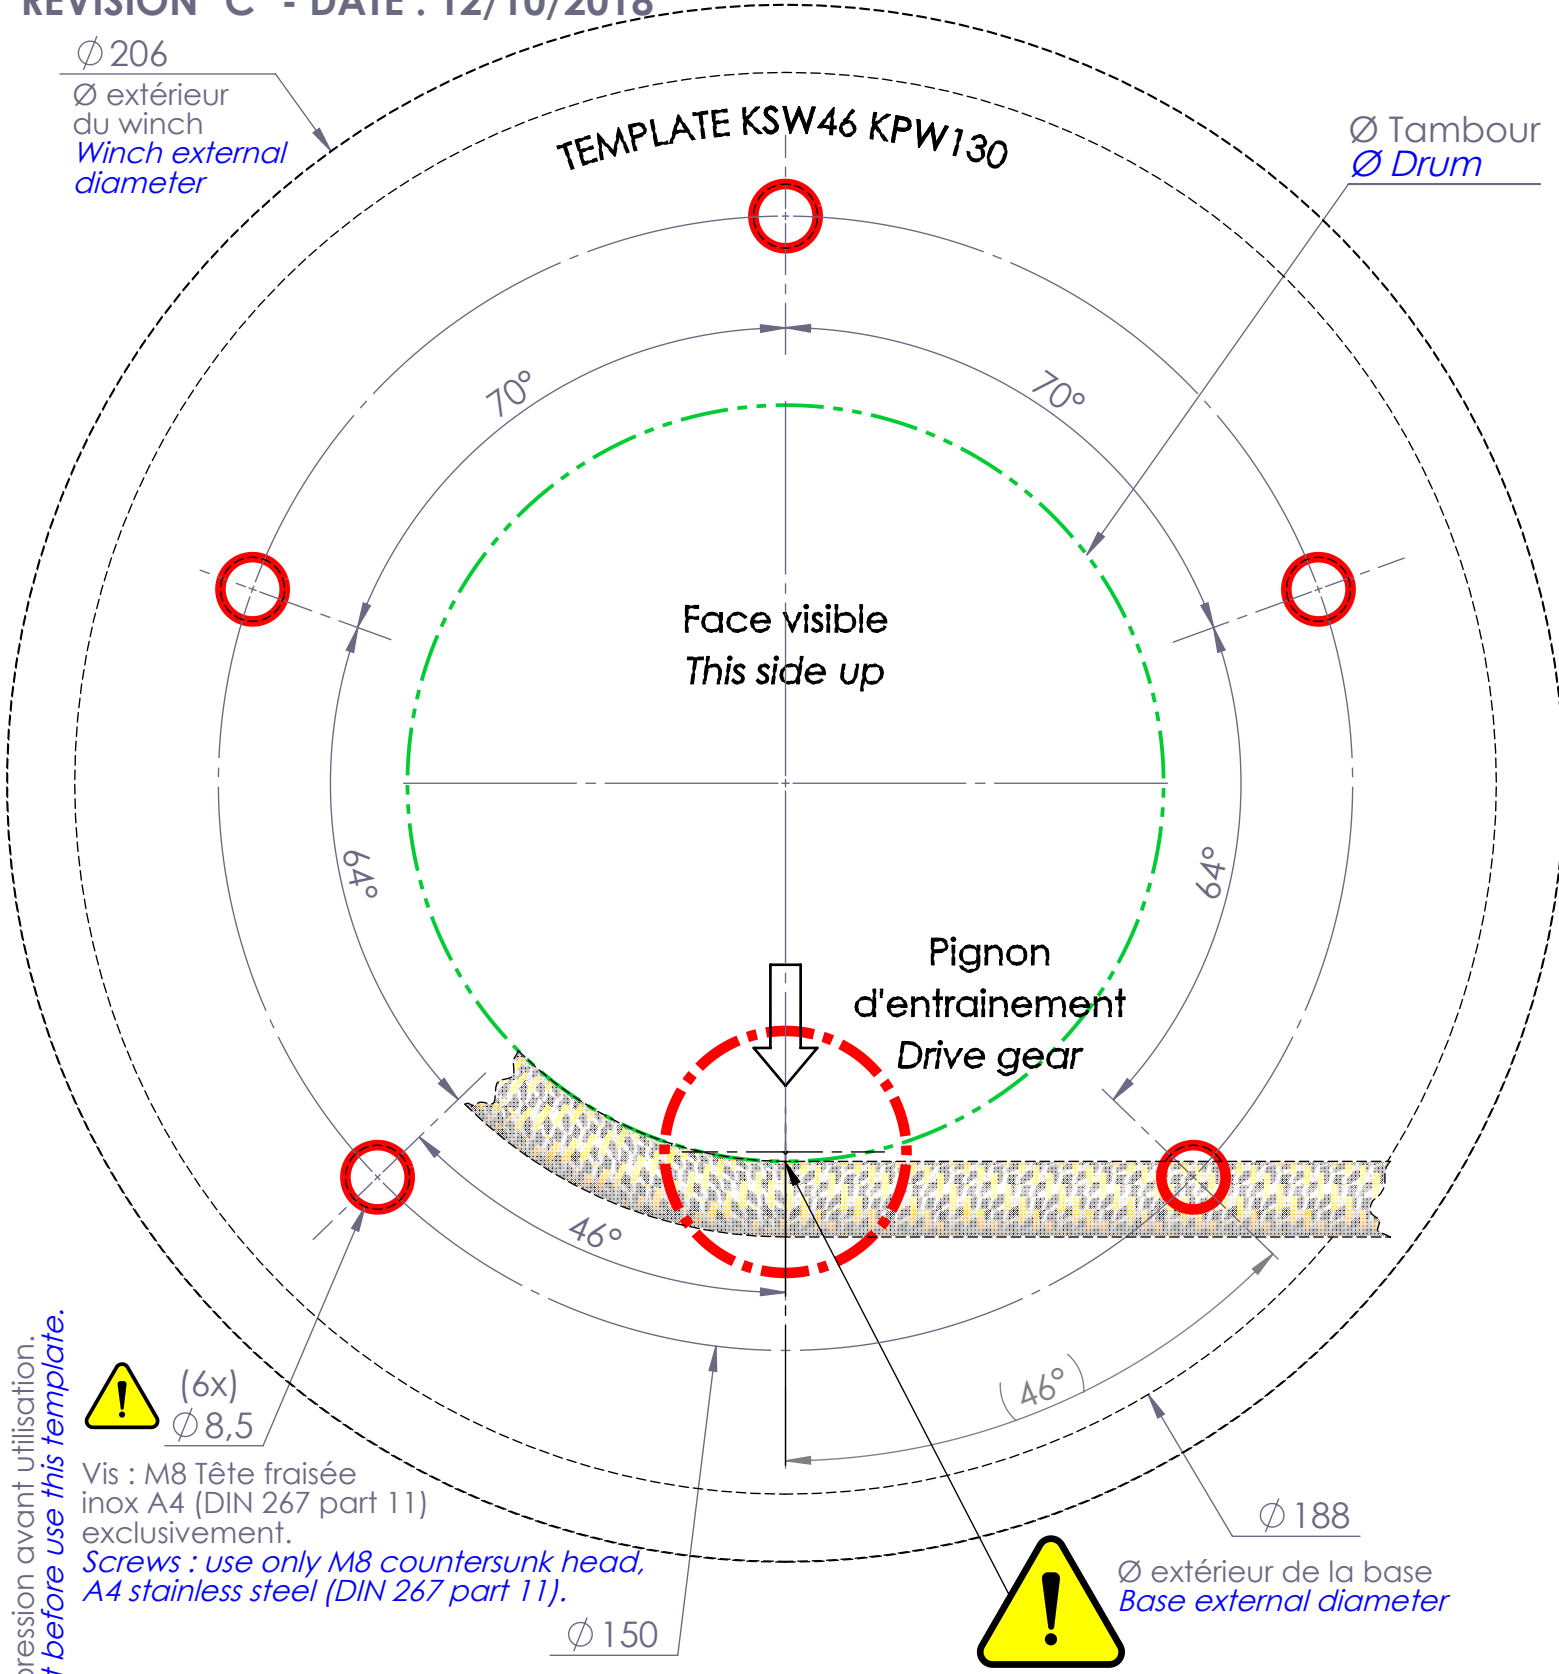 REVISION "C" - DATE : 12/10/2018
Ø 206
Ø extérieur
du winch
Winch external
diameter
TEMPLATE KSW46 KPW130
Ø Tambour
Ø Drum
70°
70°
Face visible
This side up
64°
64°
Pignon
d'entrainement
Drive gear
46°
46°
(6x)
Ø 8,5
Vis : M8 Tête fraisée
inox A4 (DIN 267 part 11)
exclusivement.
Screws : use only M8 countersunk head,
A4 stainless steel (DIN 267 part 11).
Ø 150
Ø 188
Ø extérieur de la base
Base external diameter
avant utilisation.
before use this template.